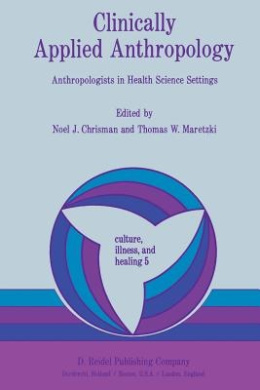 Clinically
Applied Anthropology
Anthropologists in Health Science Settings
Edited by
Noel J. Chrisman and Thomas W. Maretzki
culture,
illness, and
healing 5
D. Reidel Publishing Company
Dordrecht, Holland / Boston, U.S.A. / London, England